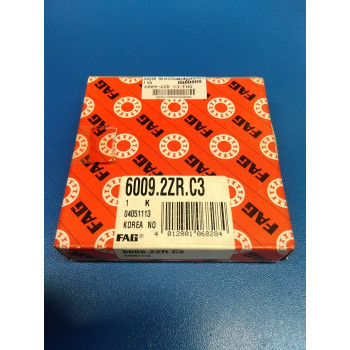 6009-2ZR C3-FAG
FAG
FAG
FAG
FAG
6009.2ZR.C3
1 K
04051113
KOREA NO
FAG
4 012801 068284
6009.2ZR.C3
04051113